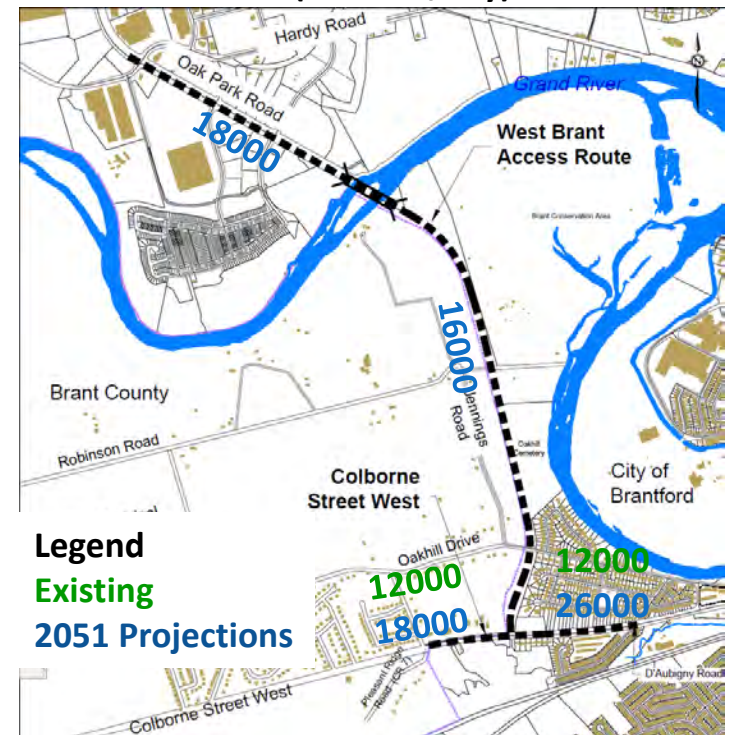 Hardy Road
Oak Park Road
Grand River
18000
West Brant
Access Route
Brant Conservation Area
16000
Brant County
Jennings
Road
Robinson Road
Oakhill
Cemetery
City of
Brantford
Colborne
Street West
Legend
Existing
2051 Projections
Oakhill Drive
12000
18000
12000
26000
Pleasant Ridge
Road (CR 7)
D'Aubigny Road
Colborne Street West